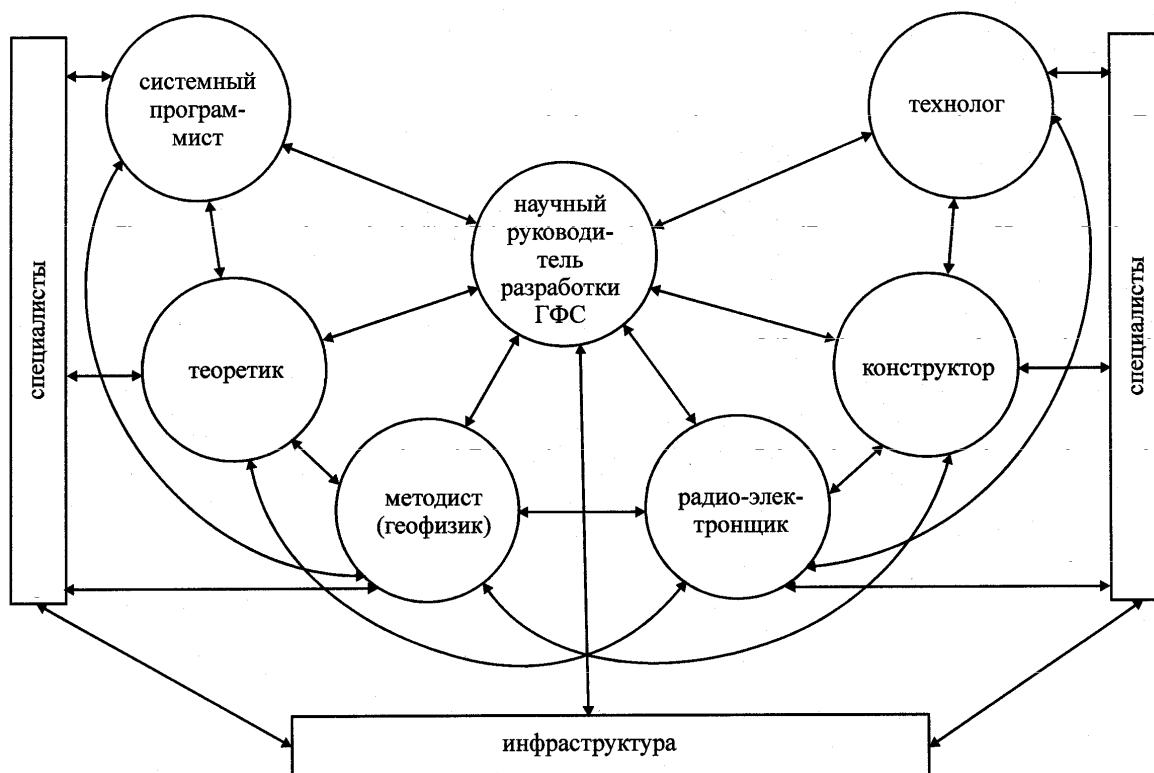 системный
програм-
мист
технолог
научный
руководи-
тель
разработки
ГФС
специалисты
специалисты
теоретик
конструктор
методист
(геофизик)
радио-элек-
тронщик
инфраструктура